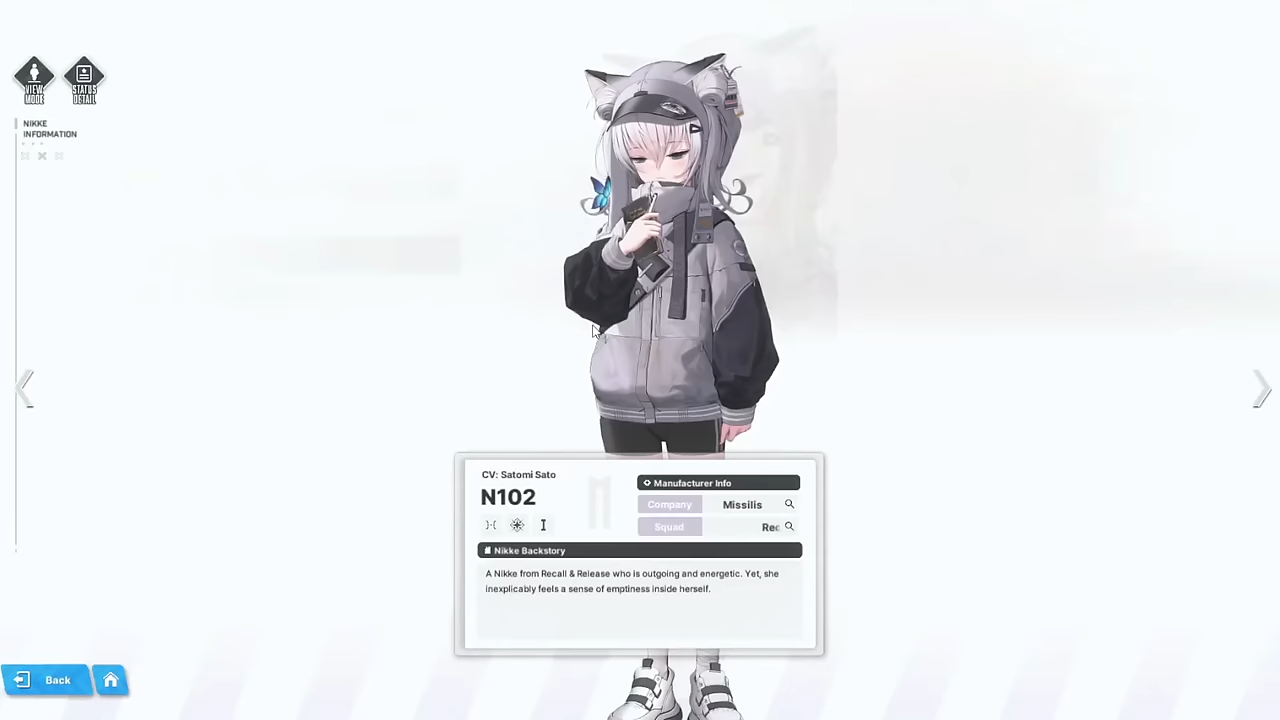 VIEW
MODE
STATUS
DETAIL
NIKKE
INFORMATION
CV: Satomi Sato
N102
Manufacturer Info
Company Missilis
Squad Rec
Nikke Backstory
A Nikke from Recall & Release who is outgoing and energetic. Yet, she
inexplicably feels a sense of emptiness inside herself.
Back